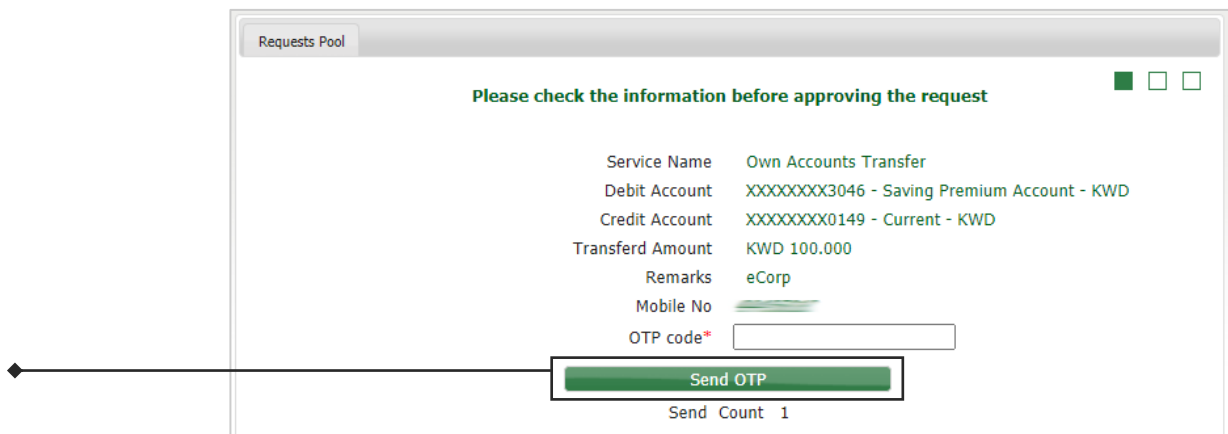 Requests Pool
Please check the information before approving the request
Service Name Own Accounts Transfer
Debit Account XXXXXXXX3046 - Saving Premium Account - KWD
Credit Account XXXXXXXX0149 - Current - KWD
Transferd Amount KWD 100.000
Remarks eCorp
Mobile No
OTP code*
Send OTP
Send Count 1